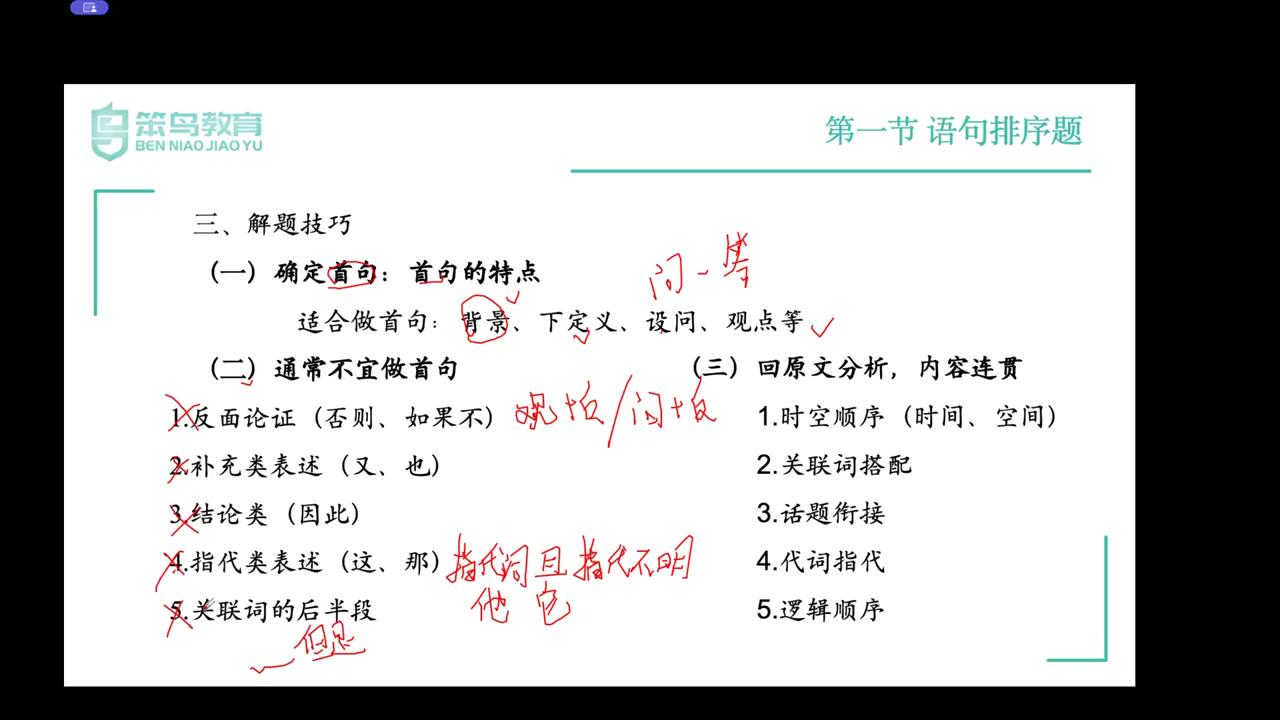 笨鸟教育
BEN NIAO JIAO YU
第一节 语句排序题
三、解题技巧
（一）确定首句：首句的特点
问-答
适合做首句：背景、下定义、设问、观点等
（二）通常不宜做首句
1.反面论证（否则、如果不）
2.补充类表述（又、也）
3.结论类（因此）
4.指代类表述（这、那）指代词且指代不明
他 它
5.关联词的后半段
但是
（三）回原文分析，内容连贯
1.时空顺序（时间、空间）
2.关联词搭配
3.话题衔接
4.代词指代
5.逻辑顺序